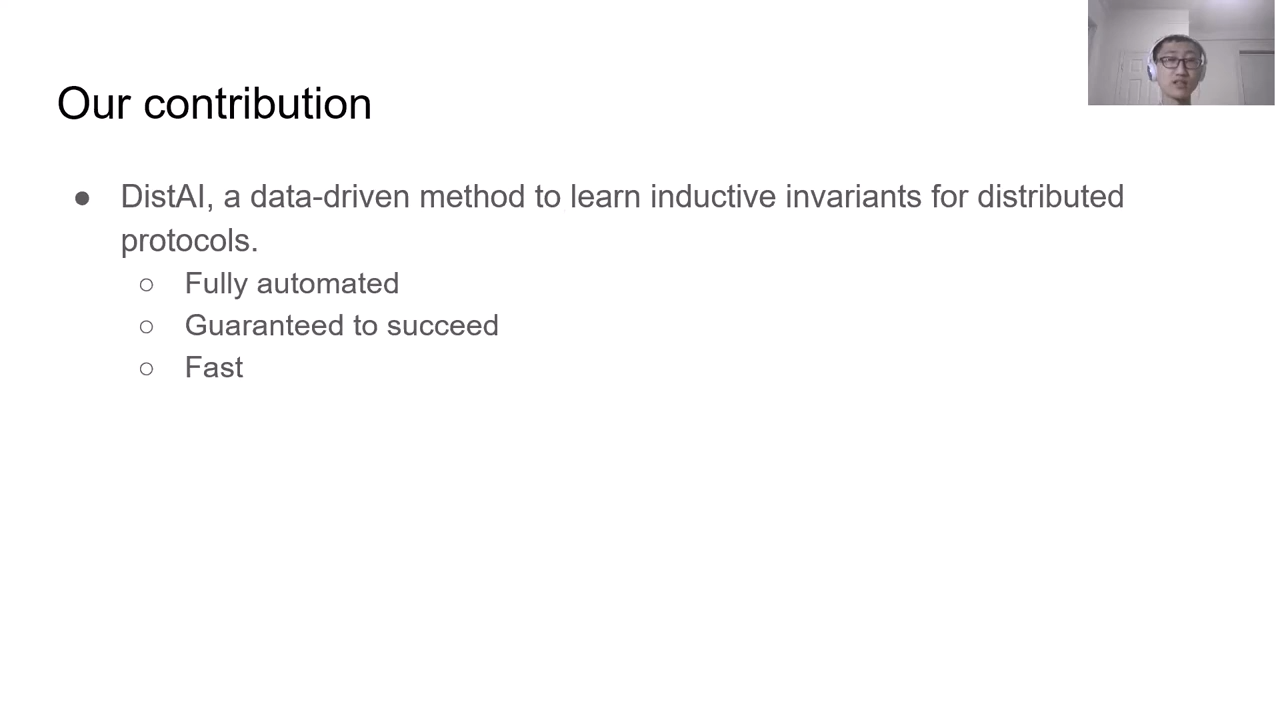 Our contribution
● DistAI, a data-driven method to learn inductive invariants for distributed
protocols.
○ Fully automated
○ Guaranteed to succeed
○ Fast